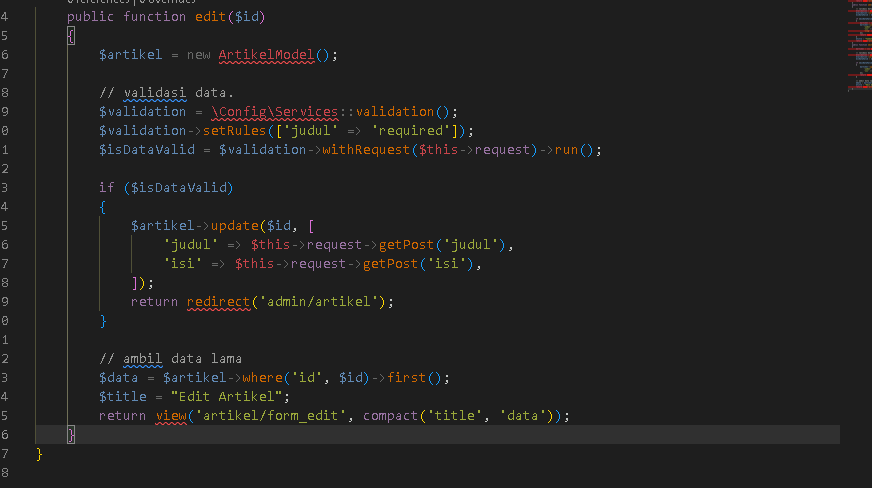 4 public function edit($id)
5 {
6 $artikel = new ArtikelModel();
7
8 // validasi data.
9 $validation = \Config\Services::validation();
0 $validation->setRules(['judul' => 'required']);
1 $isDataValid = $validation->withRequest($this->request)->run();
2
3 if ($isDataValid)
4 {
5 $artikel->update($id, [
6 'judul' => $this->request->getPost('judul'),
7 'isi' => $this->request->getPost('isi'),
8 ]);
9 return redirect('admin/artikel');
0 }
1
2 // ambil data lama
3 $data = $artikel->where('id', $id)->first();
4 $title = "Edit Artikel";
5 return view('artikel/form_edit', compact('title', 'data'));
6 }
7 }
8